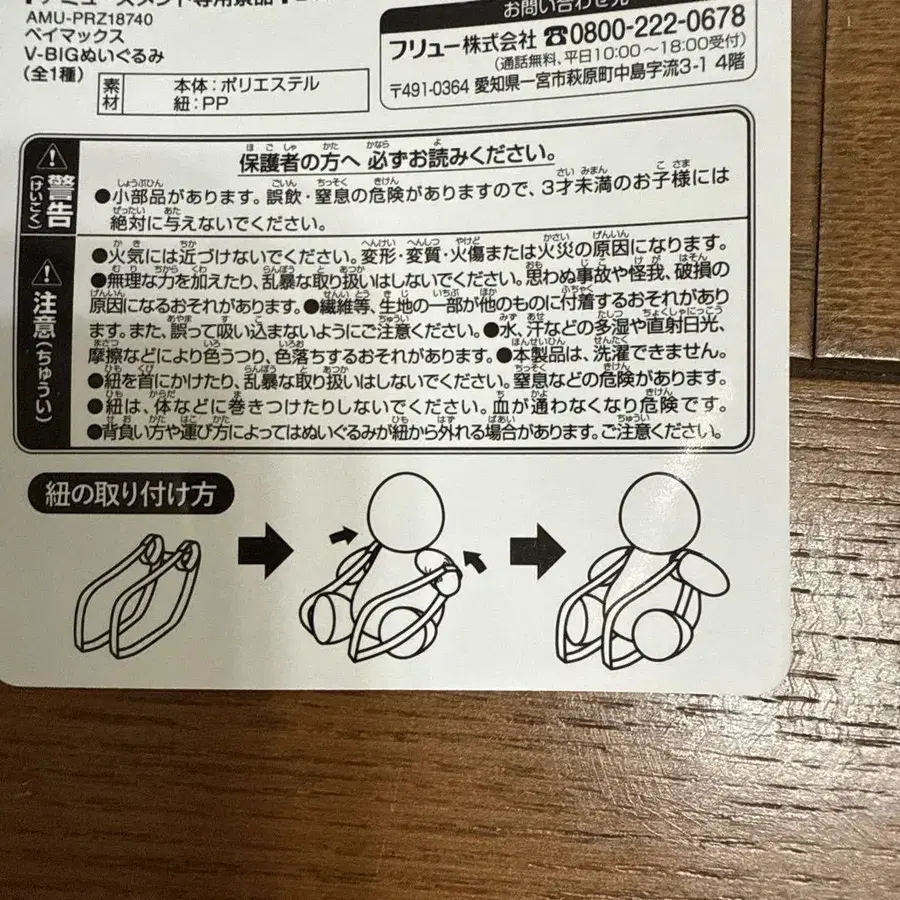 AMU-PRZ18740
ベイマックス
V-BIGぬいぐるみ
(全1種)
素材
本体:ポリエステル
紐:PP
お問い合わせ先
フリュー株式会社 ☎0800-222-0678
(通話無料、平日10:00〜18:00受付)
〒491-0364 愛知県一宮市萩原町中島字流3-1 4階
警告(けいこく)
保護者の方へ 必ずお読みください。
●小部品があります。誤飲・窒息の危険がありますので、3才未満のお子様には
絶対に与えないでください。
注意(ちゅうい)
●火気には近づけないでください。変形・変質・火傷または火災の原因になります。
●無理な力を加えたり、乱暴な取り扱いはしないでください。思わぬ事故や怪我、破損の
原因になるおそれがあります。●繊維等、生地の一部が他のものに付着するおそれがあり
ます。また、誤って吸い込まないようにご注意ください。●水、汗などの多湿や直射日光、
摩擦などにより色うつり、色落ちするおそれがあります。●本製品は、洗濯できません。
●紐を首にかけたり、乱暴な取り扱いはしないでください。窒息などの危険があります。
●紐は、体などに巻きつけたりしないでください。血が通わなくなり危険です。
●背負い方や運び方によってはぬいぐるみが紐から外れる場合があります。ご注意ください。
紐の取り付け方